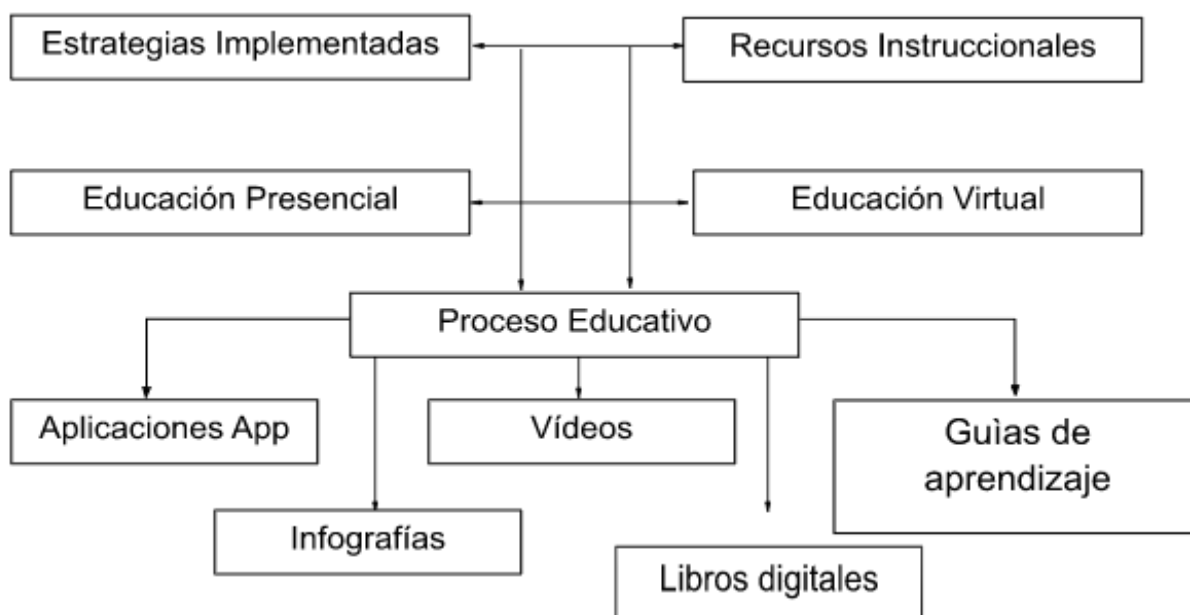 Estrategias Implementadas
Recursos Instruccionales
Educación Presencial
Educación Virtual
Proceso Educativo
Aplicaciones App
Vídeos
Guìas de
aprendizaje
Infografías
Libros digitales